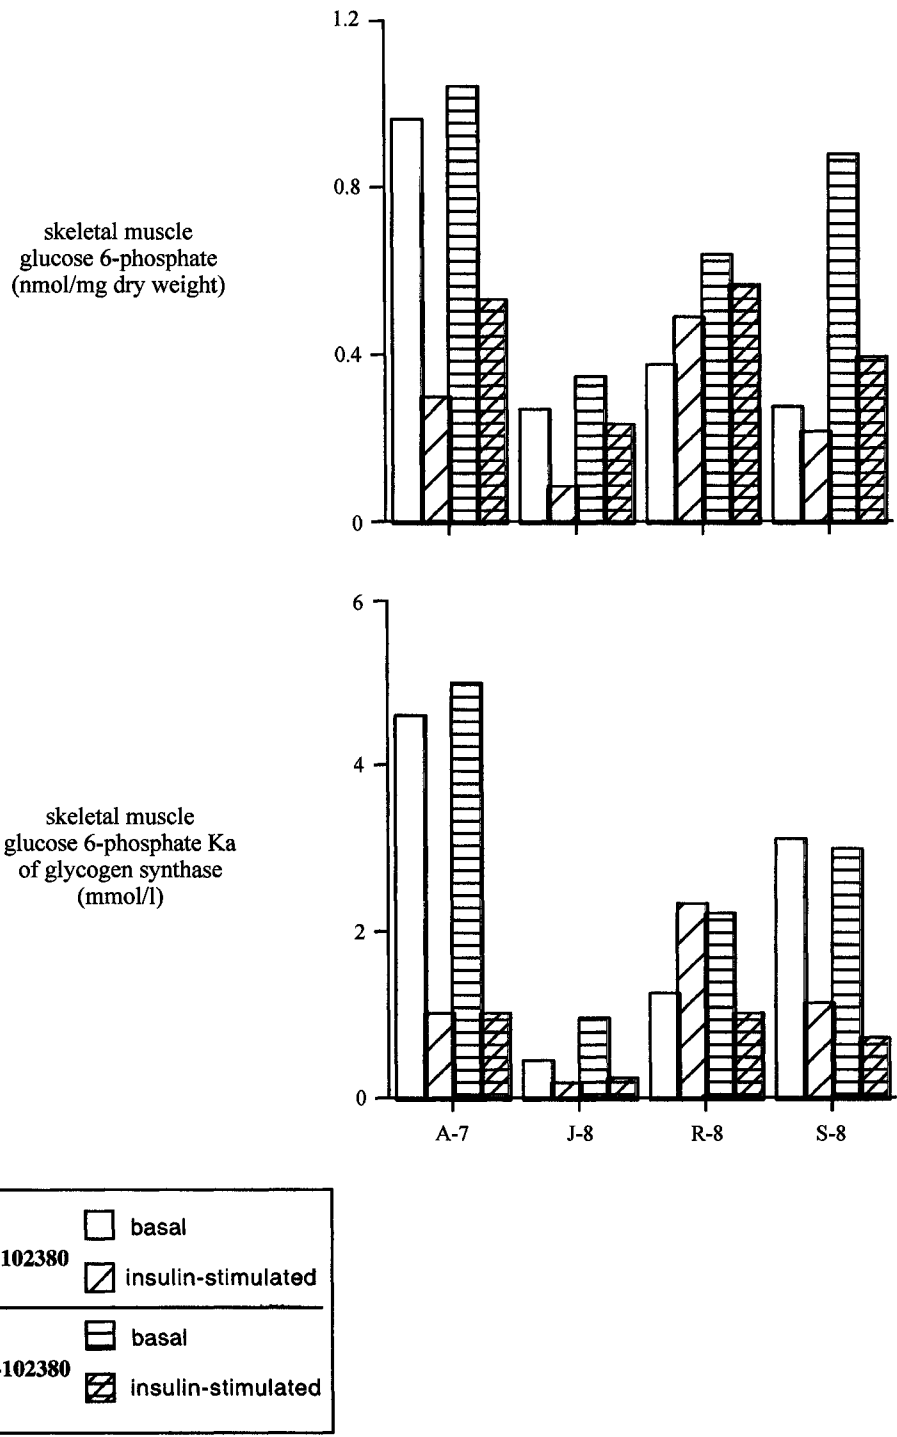 1.2
0.8
skeletal muscle
glucose 6-phosphate
(nmol/mg dry weight)
0.4
0
6
4
skeletal muscle
glucose 6-phosphate Ka
of glycogen synthase
(mmol/l)
2
0
A-7
J-8
R-8
S-8
basal
102380
insulin-stimulated
basal
-102380
insulin-stimulated